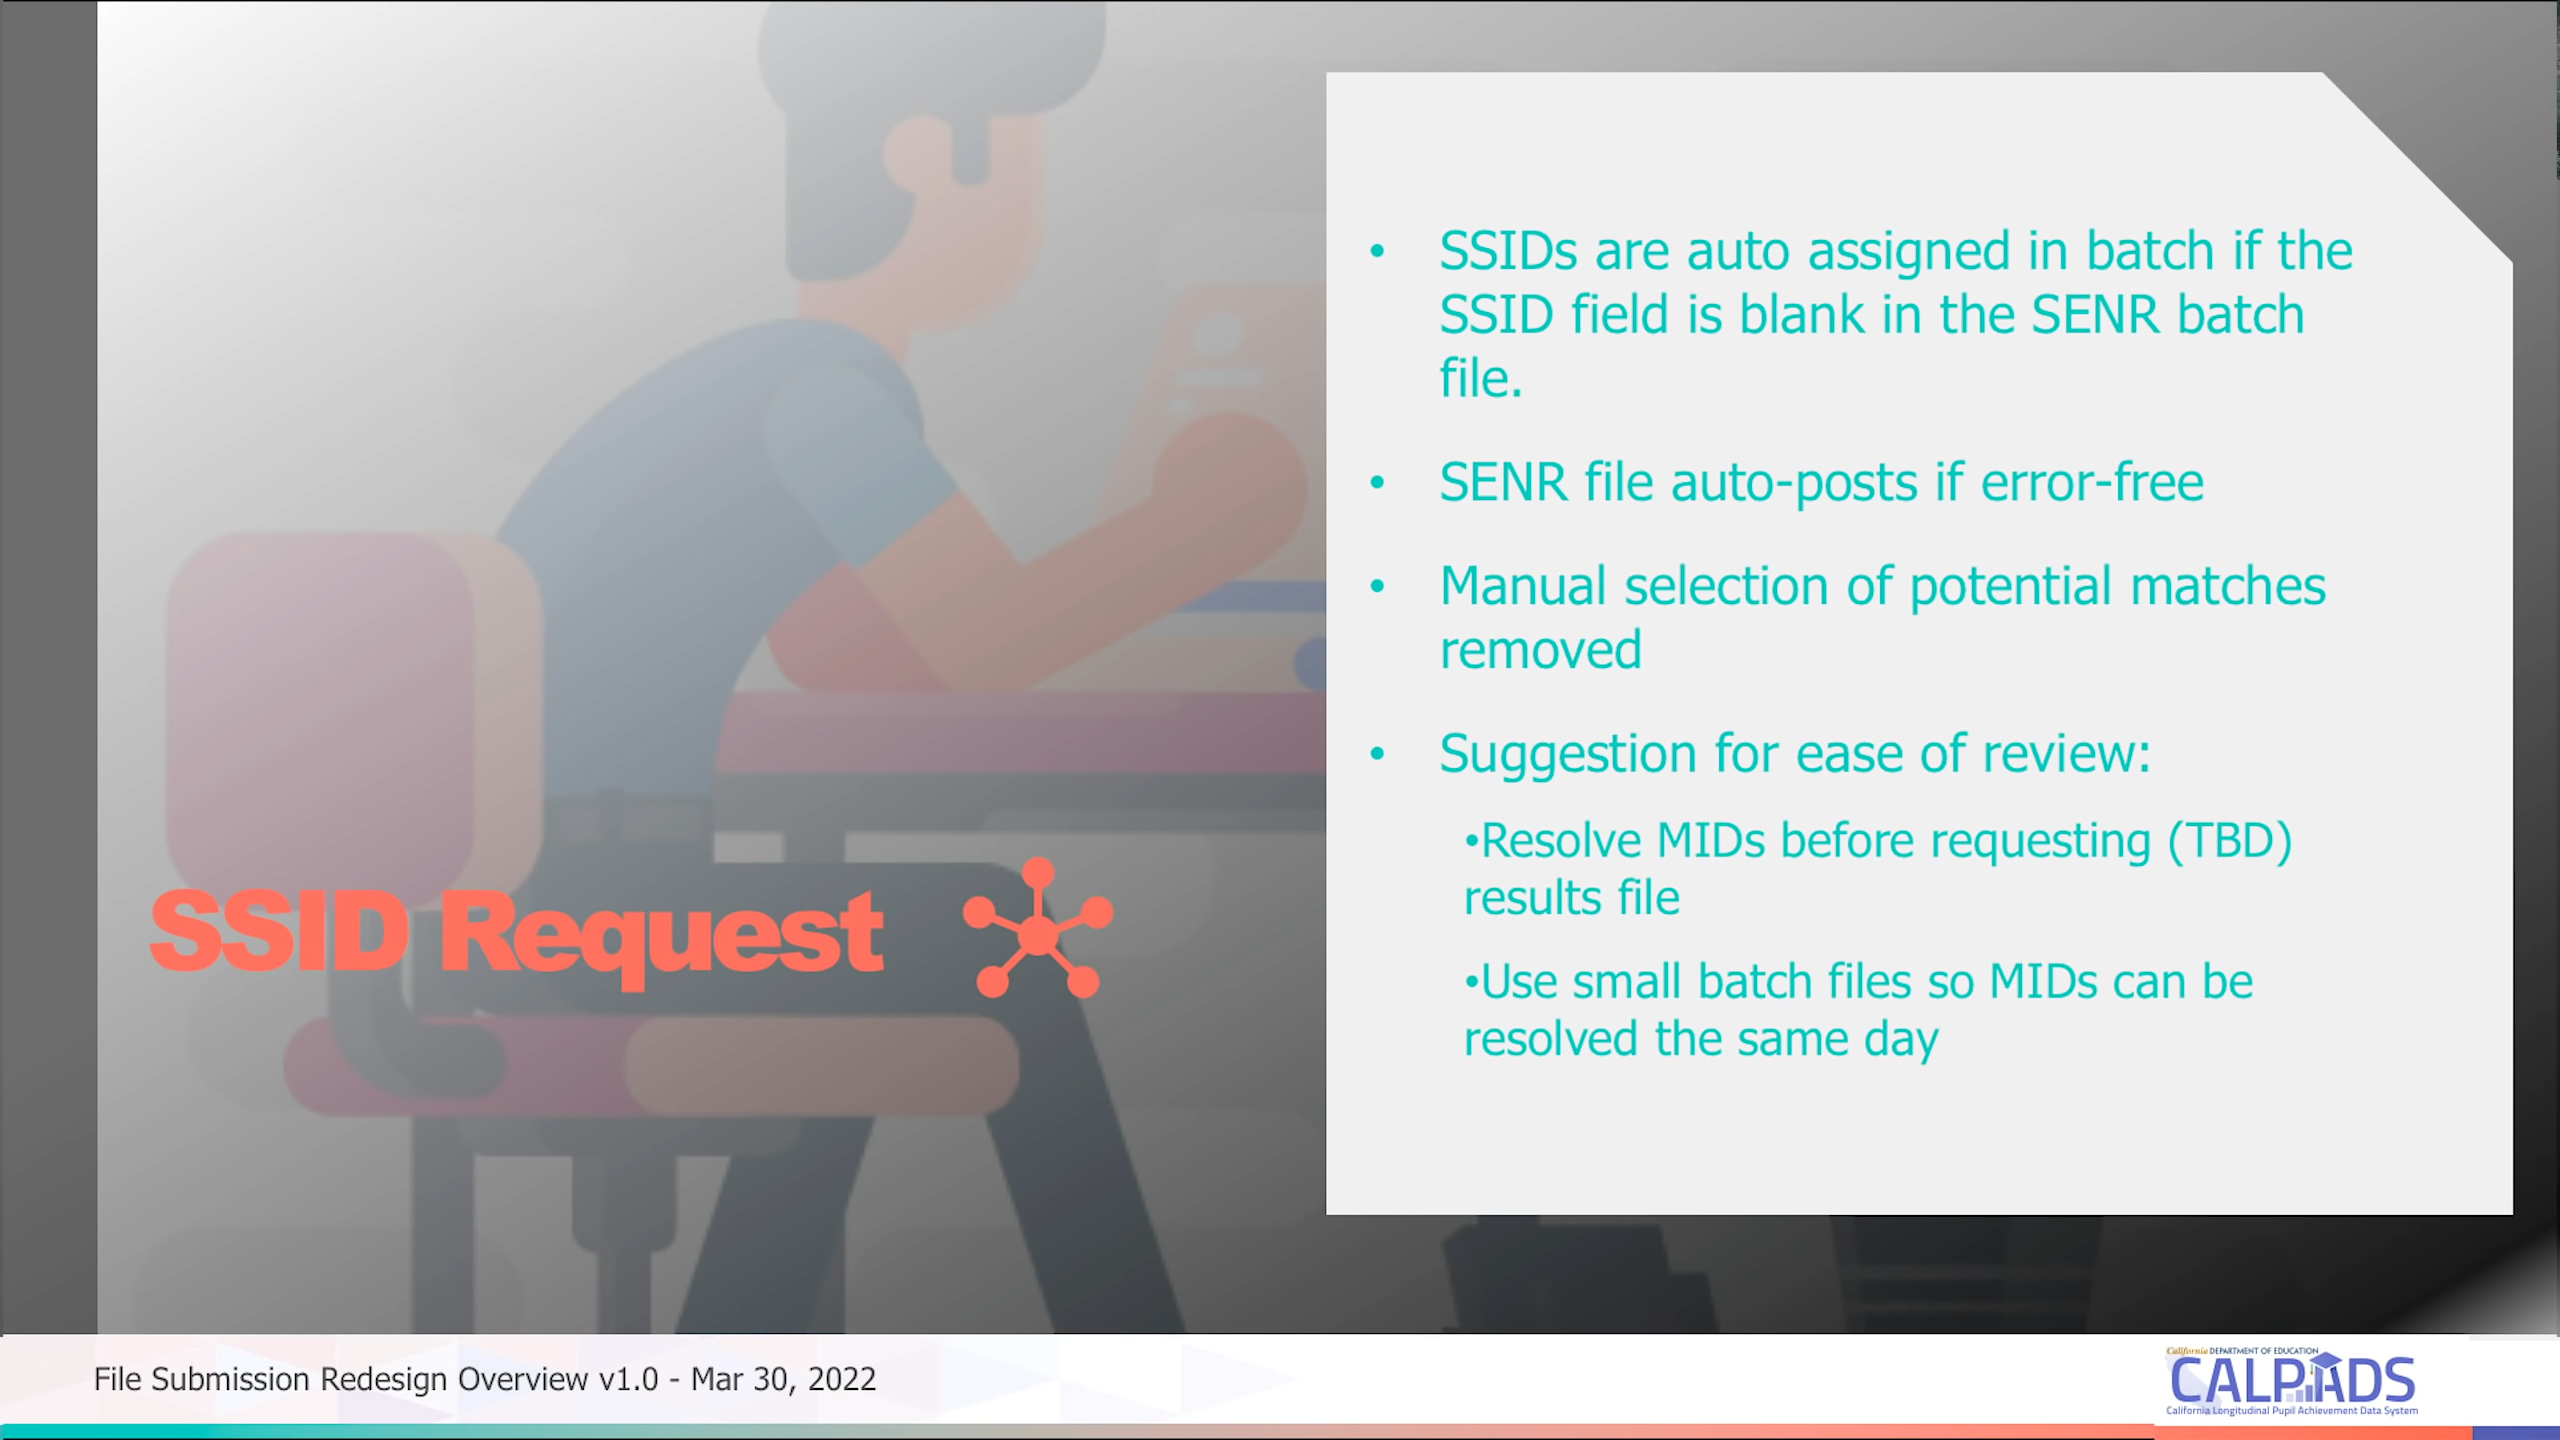 • SSIDs are auto assigned in batch if the
SSID field is blank in the SENR batch
file.
• SENR file auto-posts if error-free
• Manual selection of potential matches
removed
• Suggestion for ease of review:
•Resolve MIDs before requesting (TBD)
results file
•Use small batch files so MIDs can be
resolved the same day
SSID Request
File Submission Redesign Overview v1.0 - Mar 30, 2022
California DEPARTMENT OF EDUCATION
CALPADS
California Longitudinal Pupil Achievement Data System